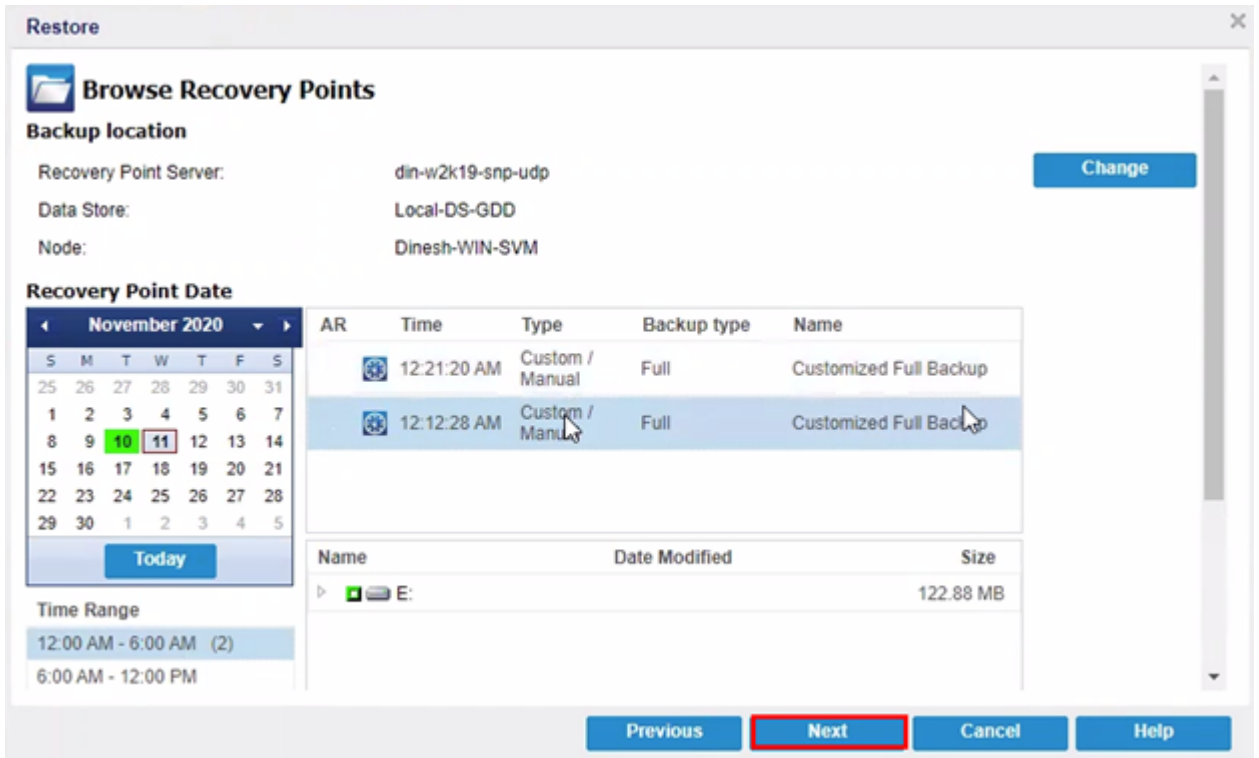 Restore
Browse Recovery Points
Backup location
Recovery Point Server: din-w2k19-snp-udp
Change
Data Store: Local-DS-GDD
Node: Dinesh-WIN-SVM
Recovery Point Date
November 2020
S M T W T F S
25 26 27 28 29 30 31
1 2 3 4 5 6 7
8 9 10 11 12 13 14
15 16 17 18 19 20 21
22 23 24 25 26 27 28
29 30 1 2 3 4 5
Today
Time Range
12:00 AM - 6:00 AM (2)
6:00 AM - 12:00 PM
AR Time Type Backup type Name
12:21:20 AM Custom / Manual Full Customized Full Backup
12:12:28 AM Custom / Manual Full Customized Full Backup
Name Date Modified Size
E: 122.88 MB
Previous Next Cancel Help